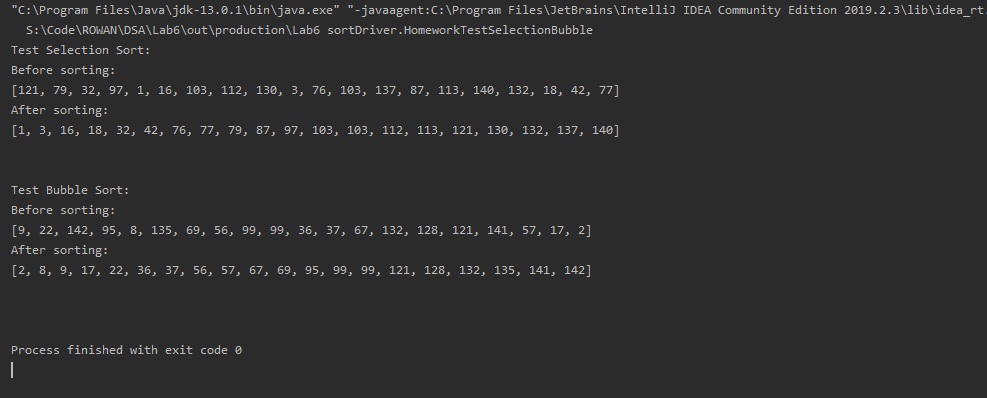 "C:\Program Files\Java\jdk-13.0.1\bin\java.exe" "-javaagent:C:\Program Files\JetBrains\IntelliJ IDEA Community Edition 2019.2.3\lib\idea_rt.
S:\Code\ROWAN\DSA\Lab6\out\production\Lab6 sortDriver.HomeworkTestSelectionBubble
Test Selection Sort:
Before sorting:
[121, 79, 32, 97, 1, 16, 103, 112, 130, 3, 76, 103, 137, 87, 113, 140, 132, 18, 42, 77]
After sorting:
[1, 3, 16, 18, 32, 42, 76, 77, 79, 87, 97, 103, 103, 112, 113, 121, 130, 132, 137, 140]
Test Bubble Sort:
Before sorting:
[9, 22, 142, 95, 8, 135, 69, 56, 99, 99, 36, 37, 67, 132, 128, 121, 141, 57, 17, 2]
After sorting:
[2, 8, 9, 17, 22, 36, 37, 56, 57, 67, 69, 95, 99, 99, 121, 128, 132, 135, 141, 142]
Process finished with exit code 0